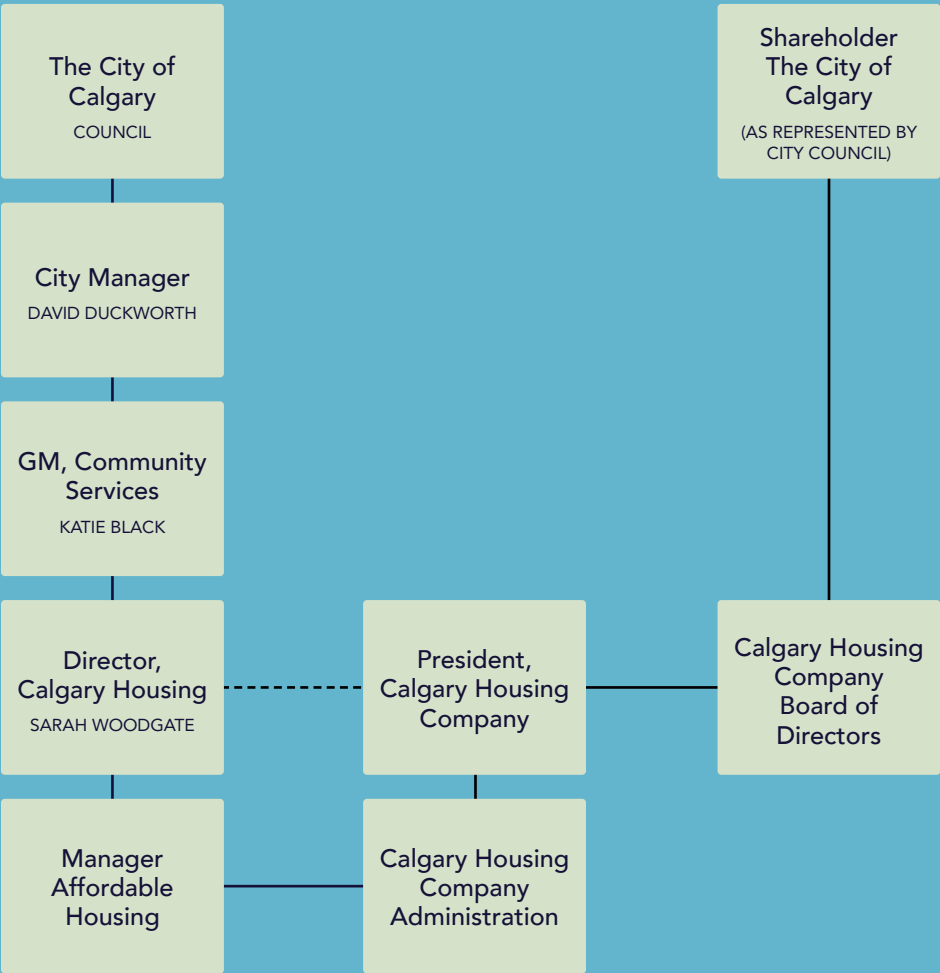 The City of
Calgary
COUNCIL
Shareholder
The City of
Calgary
(AS REPRESENTED BY
CITY COUNCIL)
City Manager
DAVID DUCKWORTH
GM, Community
Services
KATIE BLACK
Director,
Calgary Housing
SARAH WOODGATE
President,
Calgary Housing
Company
Calgary Housing
Company
Board of
Directors
Manager
Affordable
Housing
Calgary Housing
Company
Administration